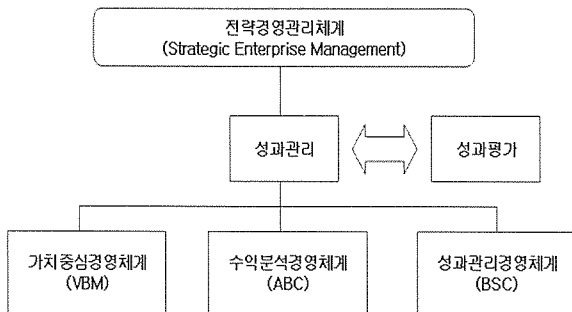 전략경영관리체계
(Strategic Enterprise Management)
성과관리
성과평가
가치중심경영체계
(VBM)
수익분석경영체계
(ABC)
성과관리경영체계
(BSC)